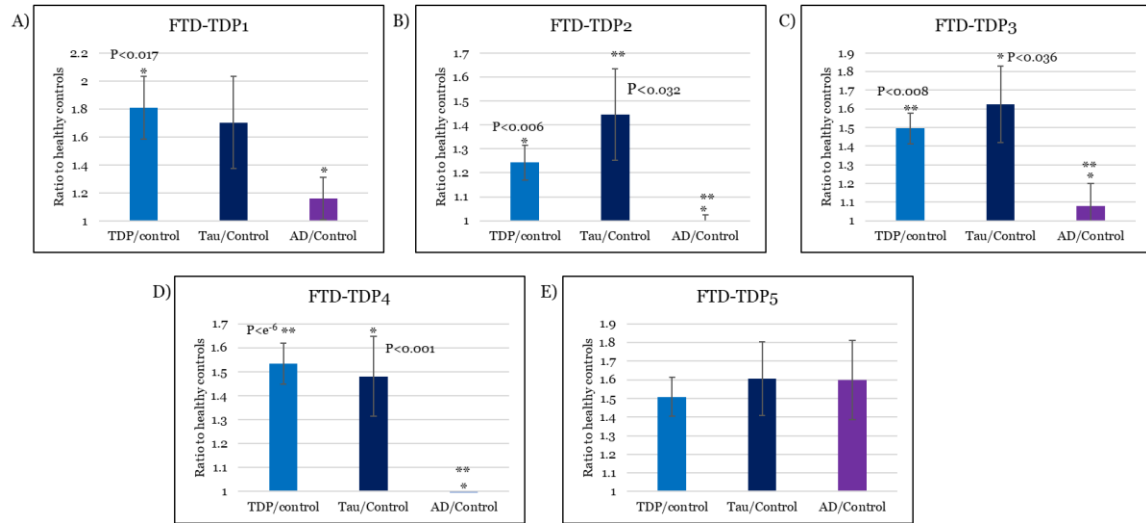 A)
FTD-TDP1
Ratio to healthy controls
2.2
2
1.8
1.6
1.4
1.2
1
P<0.017
*
*
TDP/control Tau/Control AD/Control
B)
FTD-TDP2
Ratio to healthy controls
1.7
1.6
1.5
1.4
1.3
1.2
1.1
1
**
P<0.032
P<0.006
*
**
*
TDP/control Tau/Control AD/Control
C)
FTD-TDP3
Ratio to healthy controls
1.9
1.8
1.7
1.6
1.5
1.4
1.3
1.2
1.1
1
* P<0.036
P<0.008
**
**
*
TDP/control Tau/Control AD/Control
D)
FTD-TDP4
Ratio to healthy controls
1.7
1.6
1.5
1.4
1.3
1.2
1.1
1
P<e⁻⁶ **
*
P<0.001
**
*
TDP/control Tau/Control AD/Control
E)
FTD-TDP5
Ratio to healthy controls
1.9
1.8
1.7
1.6
1.5
1.4
1.3
1.2
1.1
1
TDP/control Tau/Control AD/Control